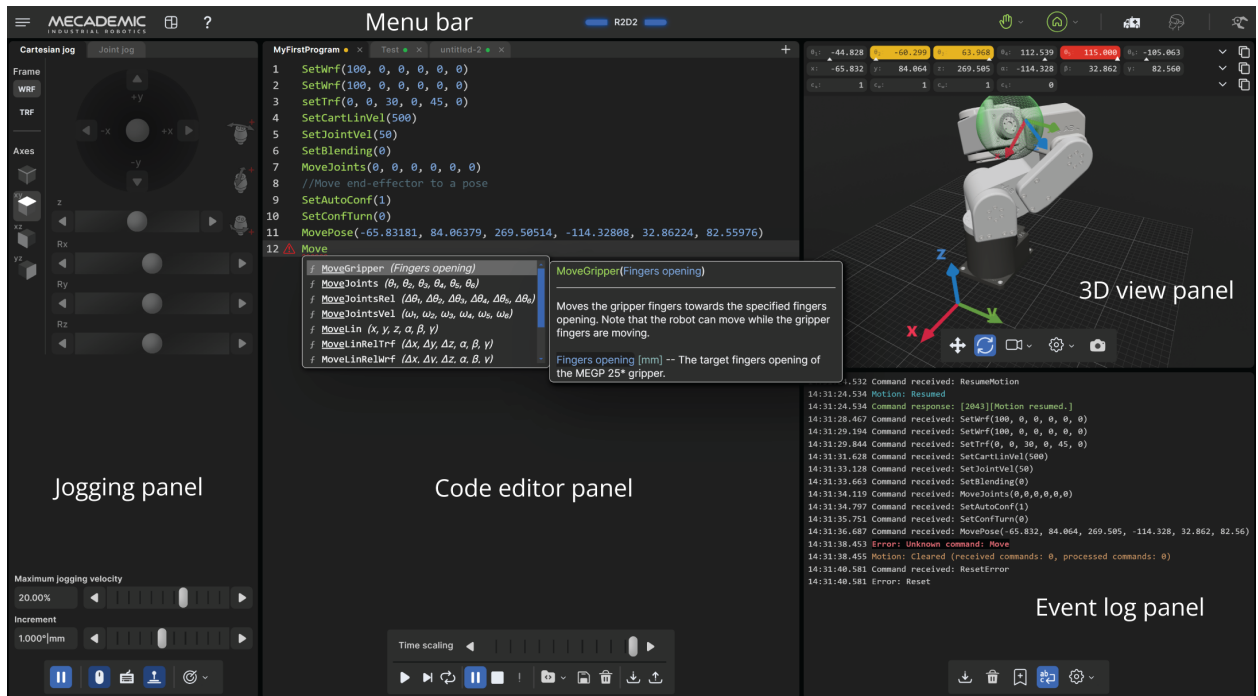 MECADEMIC
INDUSTRIAL ROBOTICS
?
Menu bar
R2D2
Cartesian jog Joint jog
Frame
WRF
TRF
+y
-x +x
-y
Axes
xy
xz
yz
z
Rx
Ry
Rz
Jogging panel
Maximum jogging velocity
20.00%
Increment
1.000°|mm
MyFirstProgram × Test × untitled-2 × +
1 SetWrf(100, 0, 0, 0, 0, 0)
2 SetWrf(100, 0, 0, 0, 0, 0)
3 setTrf(0, 0, 30, 0, 45, 0)
4 SetCartLinVel(500)
5 SetJointVel(50)
6 SetBlending(0)
7 MoveJoints(0, 0, 0, 0, 0, 0)
8 //Move end-effector to a pose
9 SetAutoConf(1)
10 SetConfTurn(0)
11 MovePose(-65.83181, 84.06379, 269.50514, -114.32808, 32.86224, 82.55976)
12 Move
ƒ MoveGripper (Fingers opening)
ƒ MoveJoints (θ₁, θ₂, θ₃, θ₄, θ₅, θ₆)
ƒ MoveJointsRel (Δθ₁, Δθ₂, Δθ₃, Δθ₄, Δθ₅, Δθ₆)
ƒ MoveJointsVel (ω₁, ω₂, ω₃, ω₄, ω₅, ω₆)
ƒ MoveLin (x, y, z, α, β, γ)
ƒ MoveLinRelTrf (Δx, Δy, Δz, α, β, γ)
ƒ MoveLinRelWrf (Δx, Δy, Δz, α, β, γ)
MoveGripper(Fingers opening)
Moves the gripper fingers towards the specified fingers
opening. Note that the robot can move while the gripper
fingers are moving.
Fingers opening [mm] -- The target fingers opening of
the MEGP 25* gripper.
Code editor panel
Time scaling
θ₁: -44.828 θ₂ -60.299 θ₃ 63.968 θ₄: 112.539 θ₅ 115.000 θ₆: -105.063
x: -65.832 y: 84.064 z: 269.505 α: -114.328 β: 32.862 γ: 82.560
1 1 1 0
z
x
y
3D view panel
4.532 Command received: ResumeMotion
14:31:24.534 Motion: Resumed
14:31:24.534 Command response: [2043][Motion resumed.]
14:31:28.467 Command received: SetWrf(100, 0, 0, 0, 0, 0)
14:31:29.194 Command received: SetWrf(100, 0, 0, 0, 0, 0)
14:31:29.844 Command received: SetTrf(0, 0, 30, 0, 45, 0)
14:31:31.628 Command received: SetCartLinVel(500)
14:31:33.128 Command received: SetJointVel(50)
14:31:33.663 Command received: SetBlending(0)
14:31:34.119 Command received: MoveJoints(0,0,0,0,0,0)
14:31:34.797 Command received: SetAutoConf(1)
14:31:35.751 Command received: SetConfTurn(0)
14:31:36.687 Command received: MovePose(-65.832, 84.064, 269.505, -114.328, 32.862, 82.56)
14:31:38.453 Error: Unknown command: Move
14:31:38.455 Motion: Cleared (received commands: 0, processed commands: 0)
14:31:40.581 Command received: ResetError
14:31:40.581 Error: Reset
Event log panel